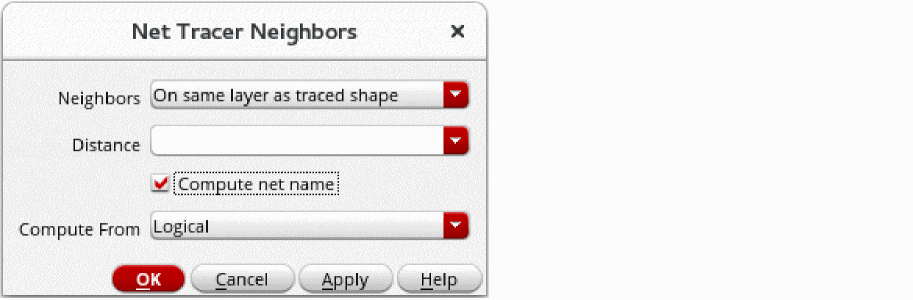 Net Tracer Neighbors
Neighbors On same layer as traced shape
Distance
Compute net name
Compute From Logical
OK Cancel Apply Help